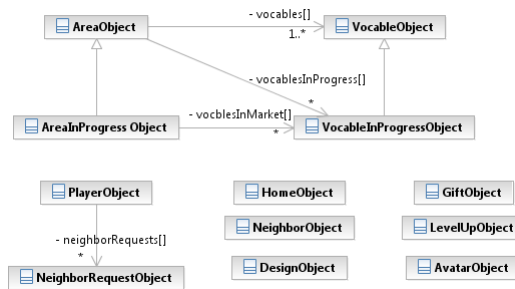 - vocables[]
AreaObject
VocableObject
1..*
- vocablesInProgress[]
*
- vocblesInMarket[]
AreaInProgress Object
*
VocableInProgressObject
PlayerObject
HomeObject
GiftObject
NeighborObject
LevelUpObject
- neighborRequests[]
*
DesignObject
AvatarObject
NeighborRequestObject